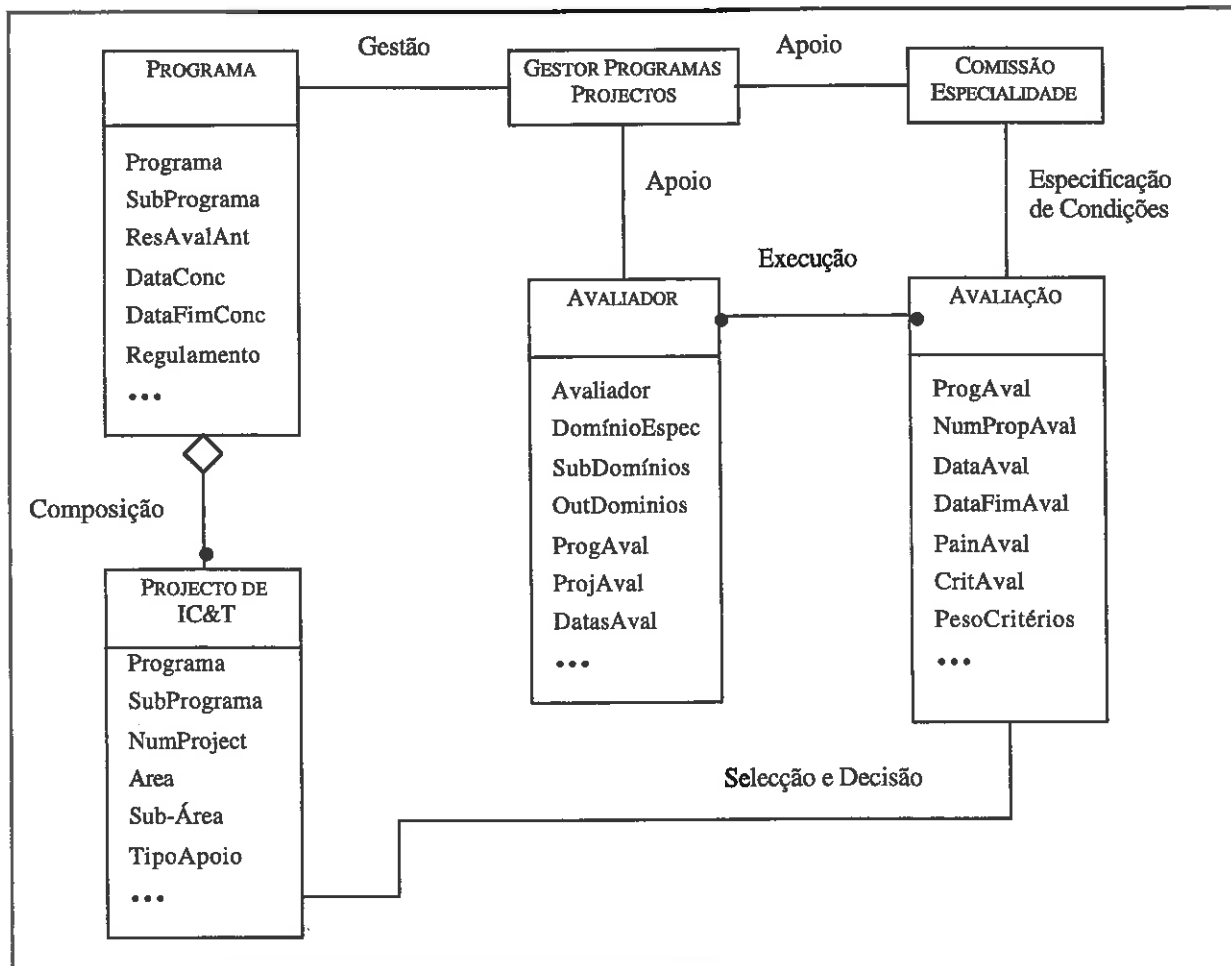 Gestão
Apoio
PROGRAMA
GESTOR PROGRAMAS
PROJECTOS
COMISSÃO
ESPECIALIDADE
Programa
SubPrograma
ResAvalAnt
DataConc
DataFimConc
Regulamento
•••
Apoio
Especificação
de Condições
Execução
AVALIADOR
Avaliador
DomínioEspec
SubDomínios
OutDominios
ProgAval
ProjAval
DatasAval
•••
AVALIAÇÃO
ProgAval
NumPropAval
DataAval
DataFimAval
PainAval
CritAval
PesoCritérios
•••
Composição
PROJECTO DE
IC&T
Programa
SubPrograma
NumProject
Area
Sub-Área
TipoApoio
•••
Selecção e Decisão